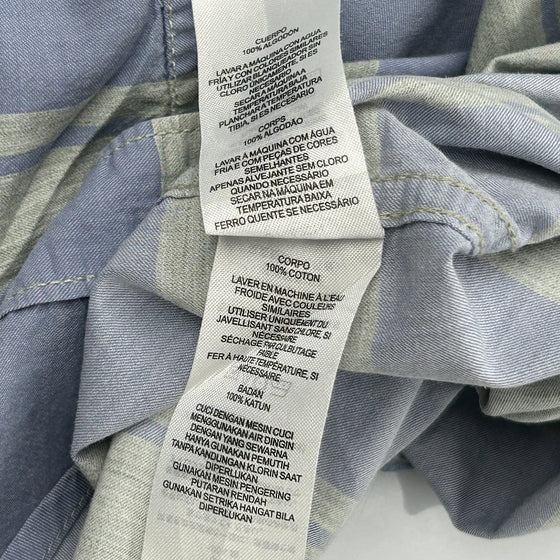 CUERPO
100% ALGODÓN
LAVAR A MÁQUINA CON AGUA
FRÍA Y CON COLORES SIMILARES
UTILIZAR BLANQUEADOR SIN
CLORO ÚNICAMENTE, SI ES
NECESARIO
SECAR A MÁQUINA A
TEMPERATURA BAJA
PLANCHAR A TEMPERATURA
TIBIA, SI ES NECESARIO
CORPS
100% ALGODÃO
LAVAR À MÁQUINA COM ÁGUA
FRIA E COM PEÇAS DE CORES
SEMELHANTES
APENAS ALVEJANTE SEM CLORO
QUANDO NECESSÁRIO
SECAR NA MÁQUINA EM
TEMPERATURA BAIXA
FERRO QUENTE SE NECESSÁRIO
CORPO
100% COTON
LAVER EN MACHINE À L'EAU
FROIDE AVEC COULEURS
SIMILAIRES
UTILISER UNIQUEMENT DU
JAVELLISANT SANS CHLORE, SI
NÉCESSAIRE
SÉCHAGE PAR CULBUTAGE
FAIBLE
FER À HAUTE TEMPÉRATURE, SI
NÉCESSAIRE
BADAN
100% KATUN
CUCI DENGAN MESIN CUCI
MENGGUNAKAN AIR DINGIN
DENGAN YANG SEWARNA
HANYA GUNAKAN PEMUTIH
TANPA KANDUNGAN KLORIN SAAT
DIPERLUKAN
GUNAKAN MESIN PENGERING
PUTARAN RENDAH
GUNAKAN SETRIKA HANGAT BILA
DIPERLUKAN